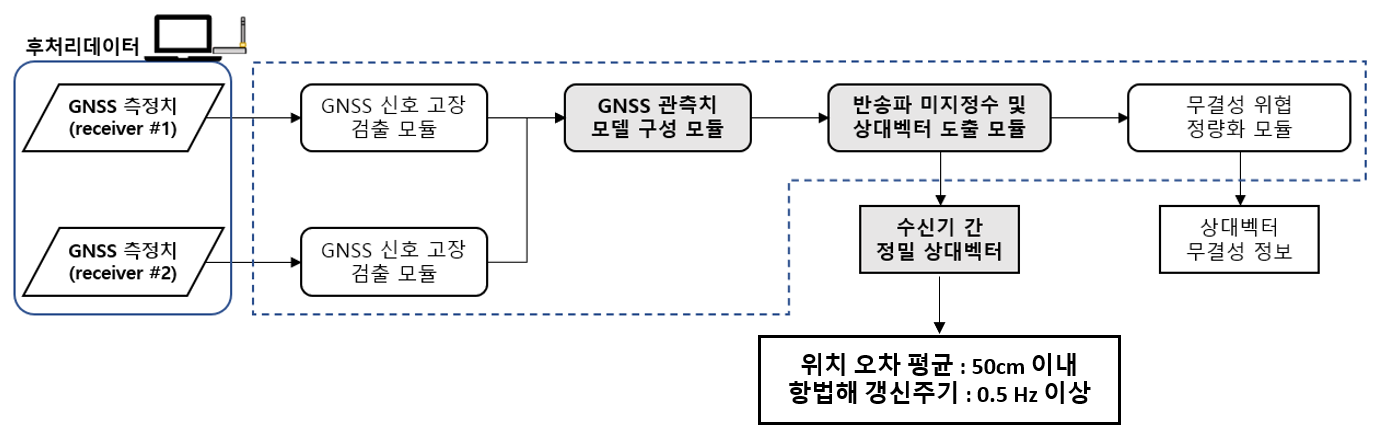 후처리데이터
GNSS 측정치
(receiver #1)
GNSS 신호 고장
검출 모듈
GNSS 관측치
모델 구성 모듈
반송파 미지정수 및
상대벡터 도출 모듈
무결성 위협
정량화 모듈
GNSS 측정치
(receiver #2)
GNSS 신호 고장
검출 모듈
수신기 간
정밀 상대벡터
상대벡터
무결성 정보
위치 오차 평균 : 50cm 이내
항법해 갱신주기 : 0.5 Hz 이상